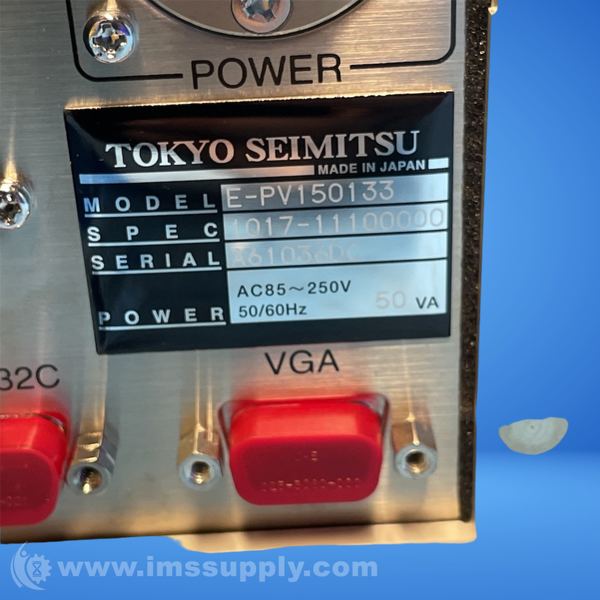 POWER
TOKYO SEIMITSU
MADE IN JAPAN
MODEL E-PV150133
SPEC 1017-11100000
SERIAL
POWER AC85~250V 50/60Hz 50 VA
32C
VGA
www.imssupply.com